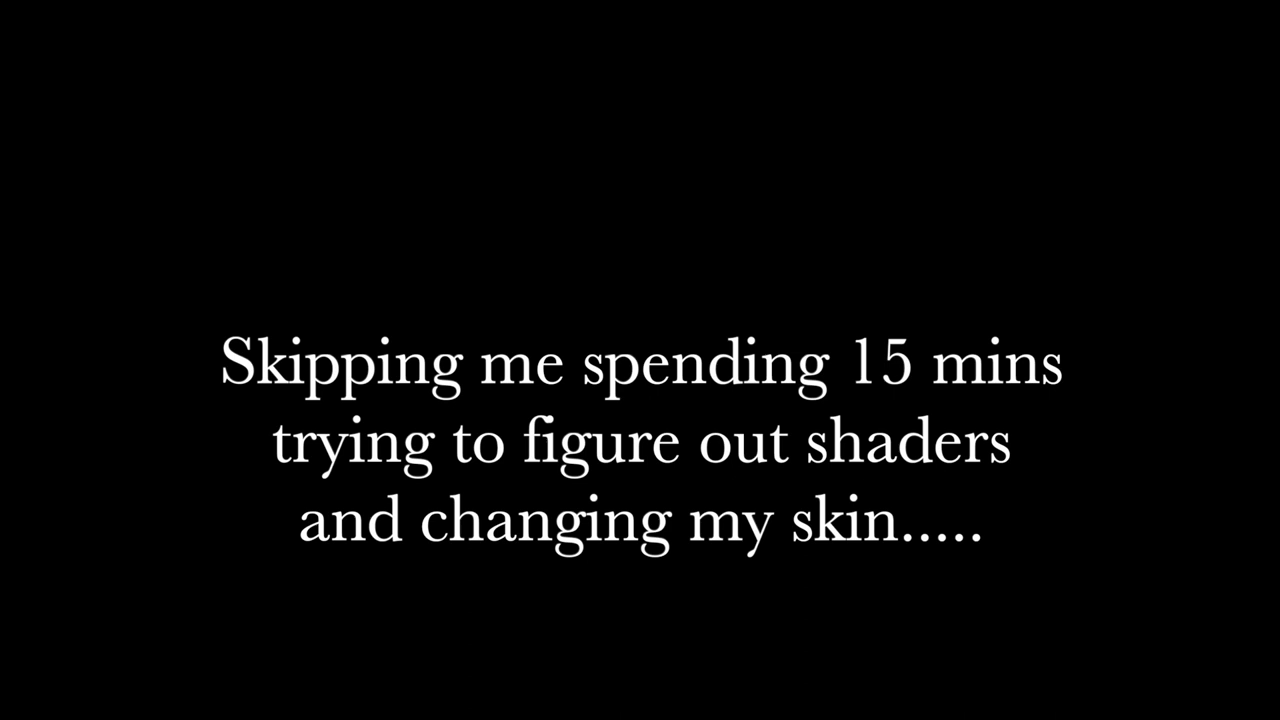 Skipping me spending 15 mins
trying to figure out shaders
and changing my skin.....